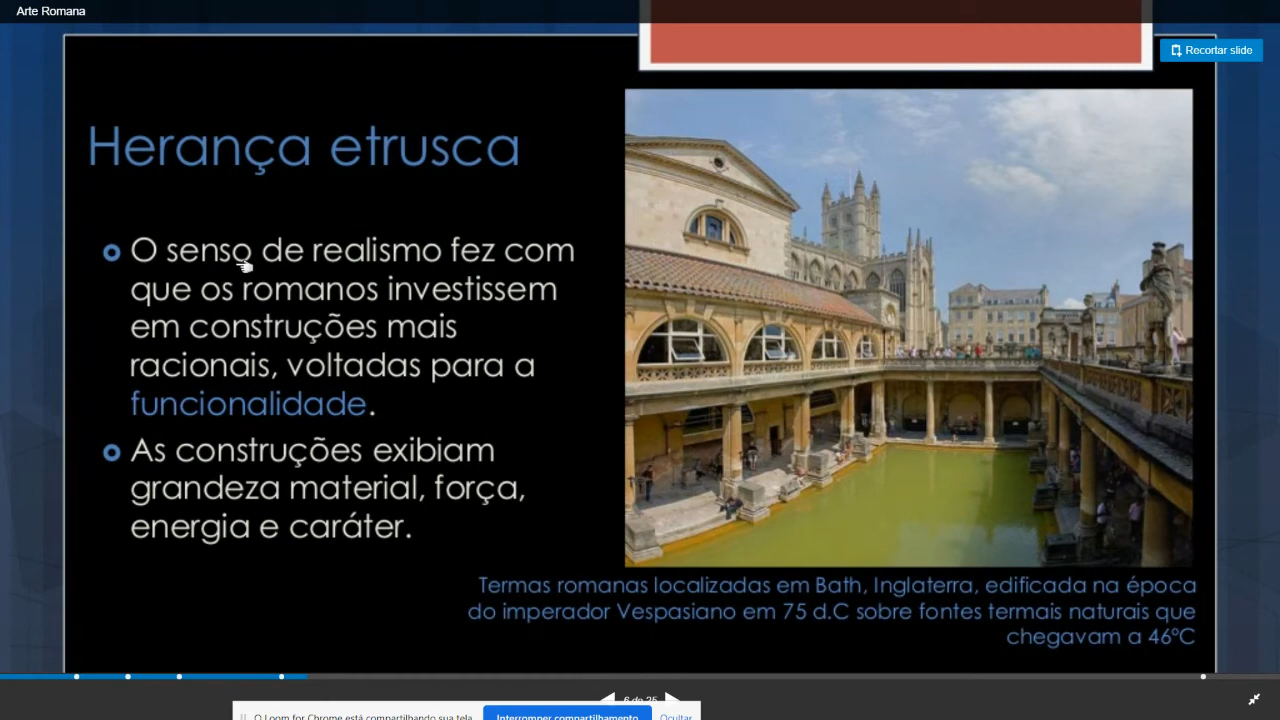 Arte Romana
Recortar slide
Herança etrusca
O senso de realismo fez com
que os romanos investissem
em construções mais
racionais, voltadas para a
funcionalidade.
As construções exibiam
grandeza material, força,
energia e caráter.
Termas romanas localizadas em Bath, Inglaterra, edificada na época
do imperador Vespasiano em 75 d.C sobre fontes termais naturais que
chegavam a 46ºC
6 de 25
O Loom for Chrome está compartilhando sua tela.
Interromper compartilhamento
Ocultar